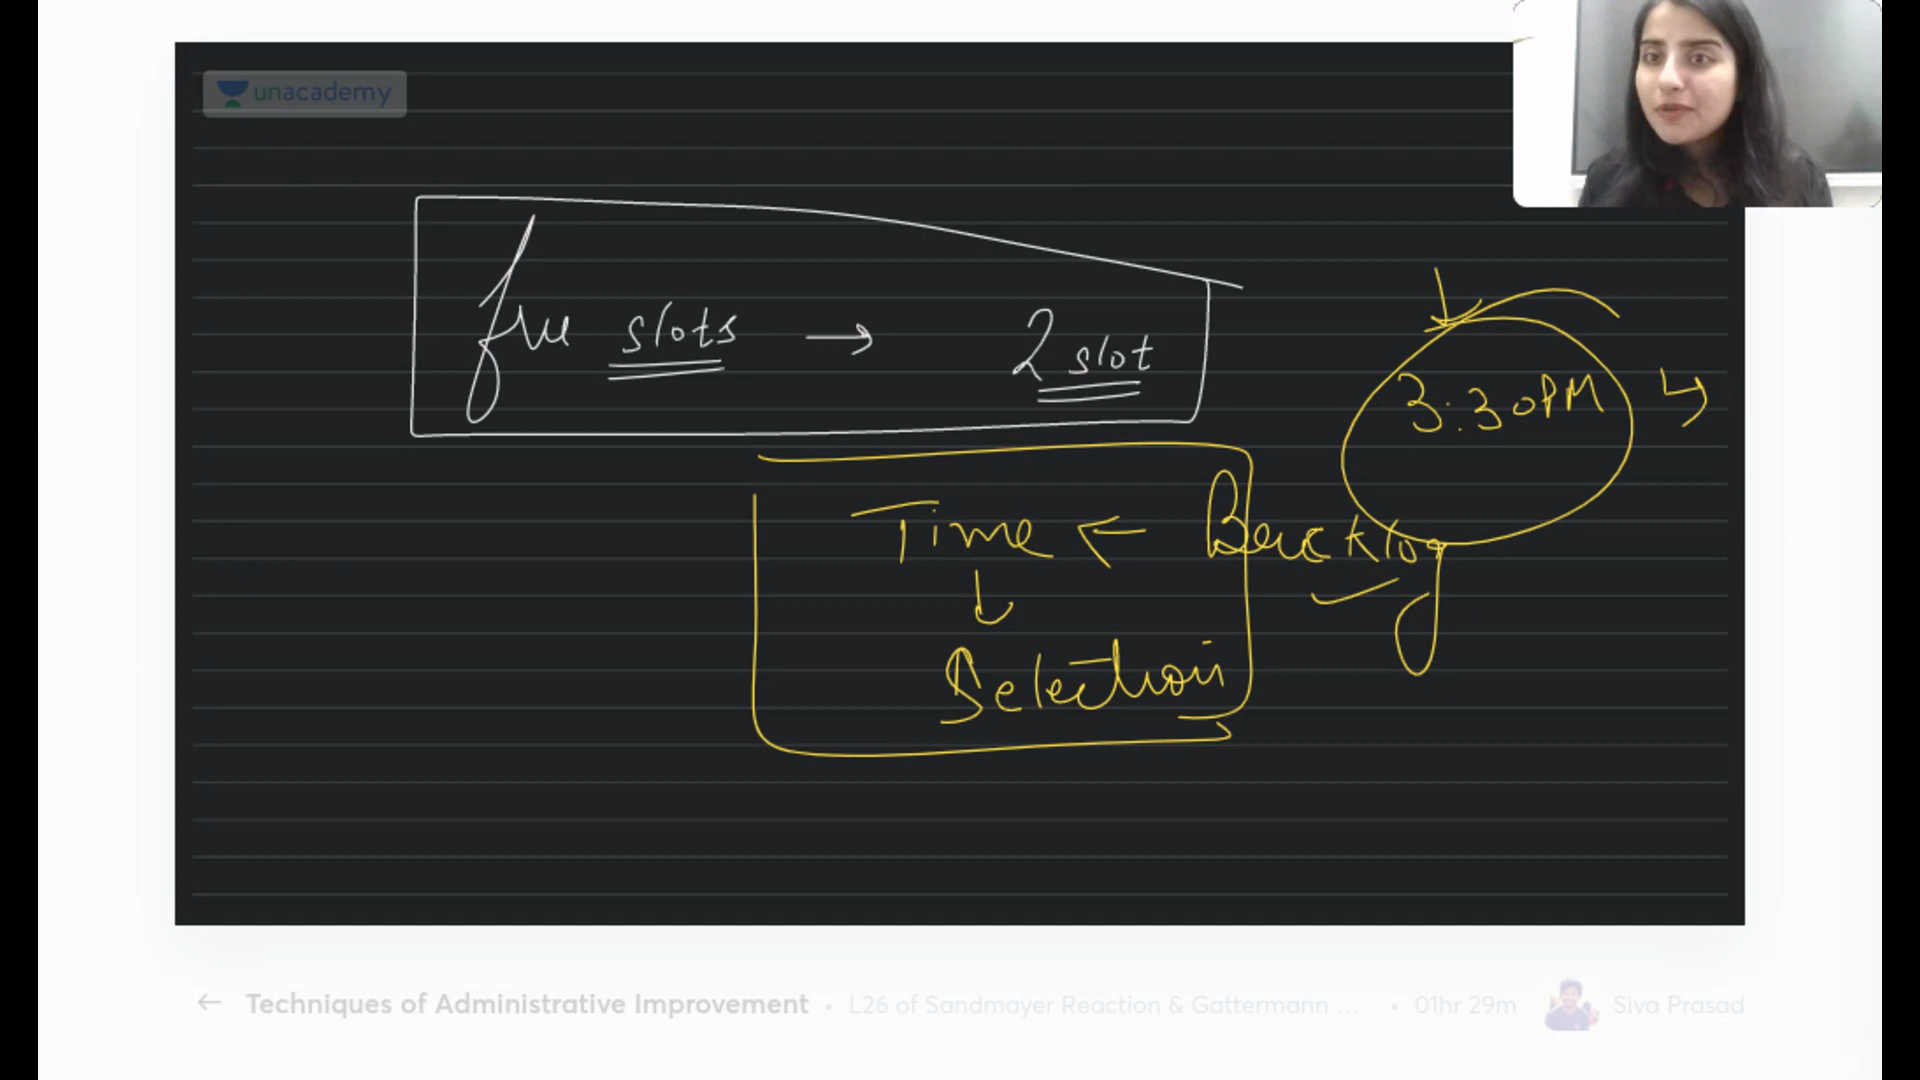 unacademy
free slots → 2 slot
3:30PM ↳
Time ← Backlog
↓
Selection
← Techniques of Administrative Improvement • L26 of Sandmayer Reaction & Gattermann ... • 01hr 29m Siva Prasad